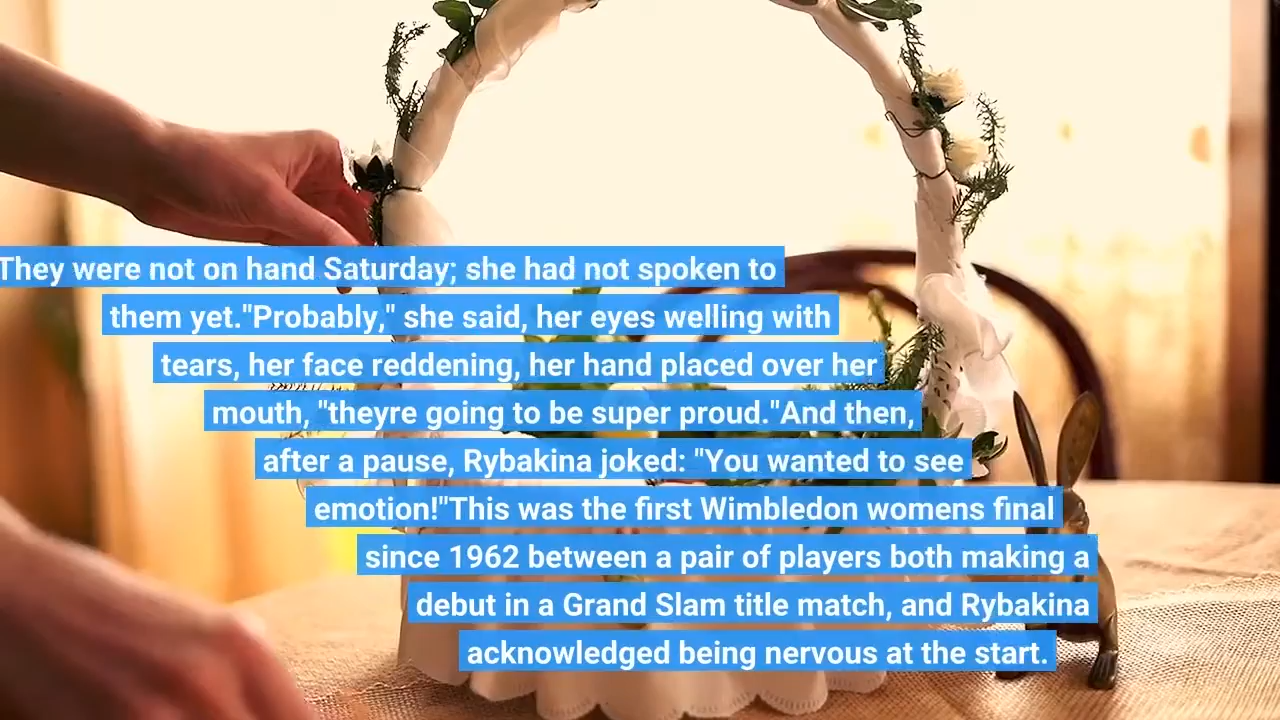 They were not on hand Saturday; she had not spoken to
them yet."Probably," she said, her eyes welling with
tears, her face reddening, her hand placed over her
mouth, "theyre going to be super proud."And then,
after a pause, Rybakina joked: "You wanted to see
emotion!"This was the first Wimbledon womens final
since 1962 between a pair of players both making a
debut in a Grand Slam title match, and Rybakina
acknowledged being nervous at the start.